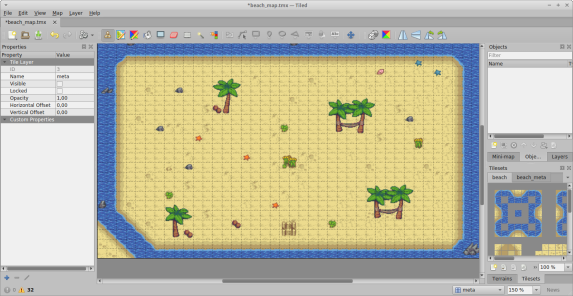 *beach_map.tmx — Tiled
File Edit View Map Layer Help
*beach_map.tmx
Properties
Property Value
Tile Layer
ID
Name meta
Visible
Locked
Opacity 1,00
Horizontal Offset 0,00
Vertical Offset 0,00
Custom Properties
Objects
Filter
Name
Mini-map Obje... Layers
Tilesets
beach beach_meta
100 %
Terrains Tilesets
32
meta 150 % News